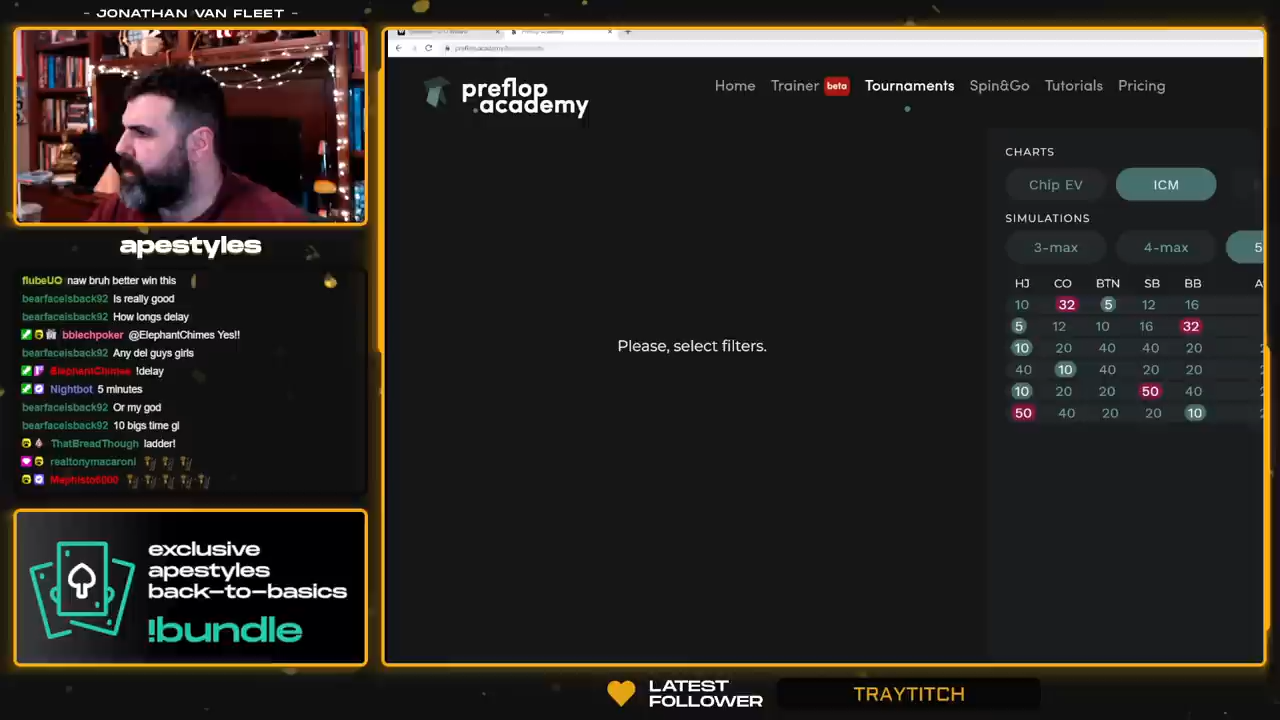 - JONATHAN VAN FLEET -
apestyles
flubeUO naw bruh better win this
bearfaceisback92 Is really good
bearfaceisback92 How longs delay
bblechpoker @ElephantChimes Yes!!
bearfaceisback92 Any del guys girls
ElephantChimes !delay
Nightbot 5 minutes
bearfaceisback92 Or my god
bearfaceisback92 10 bigs time gl
ThatBreadThough ladder!
realtonymacaroni
Mephisto6000
exclusive
apestyles
back-to-basics
!bundle
preflop
.academy
Home Trainer beta Tournaments Spin&Go Tutorials Pricing
Please, select filters.
CHARTS
Chip EV ICM
SIMULATIONS
3-max 4-max 5
HJ CO BTN SB BB A
10 32 5 12 16
5 12 10 16 32
10 20 40 40 20 2
40 10 40 20 20 2
10 20 20 50 40 2
50 40 20 20 10 2
LATEST
FOLLOWER
TRAYTITCH